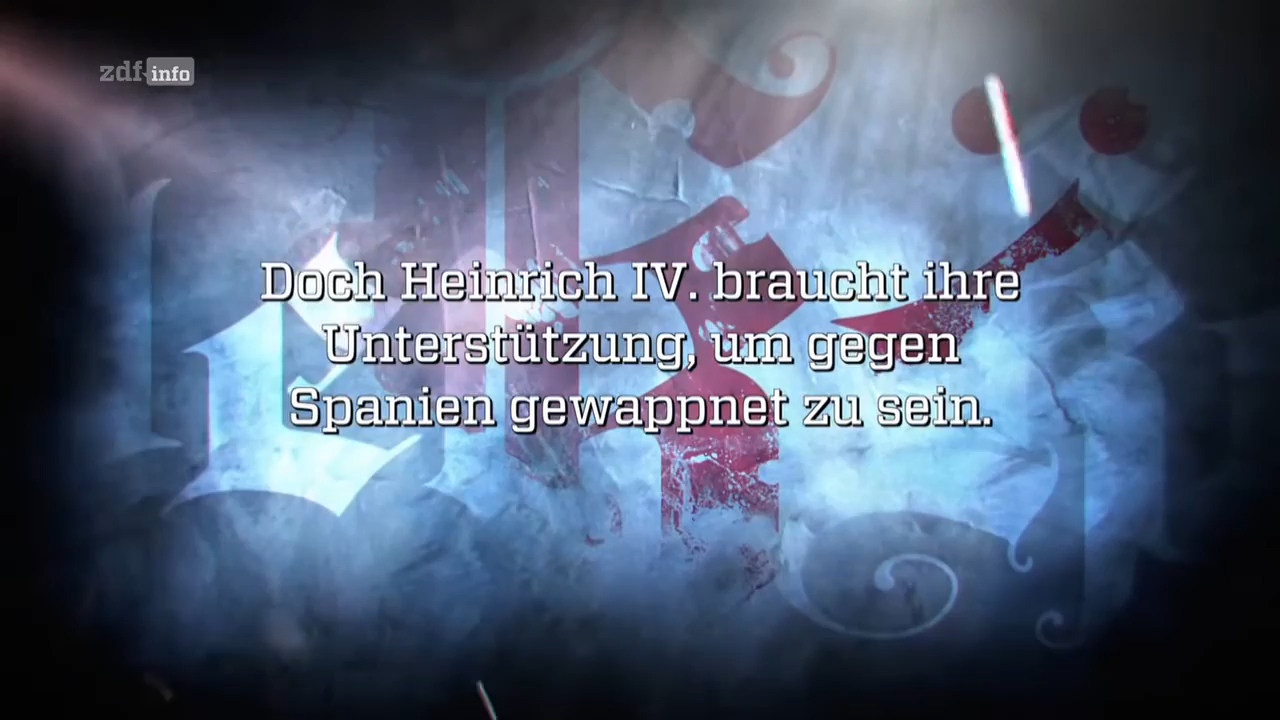 zdf info
Doch Heinrich IV. braucht ihre
Unterstützung, um gegen
Spanien gewappnet zu sein.